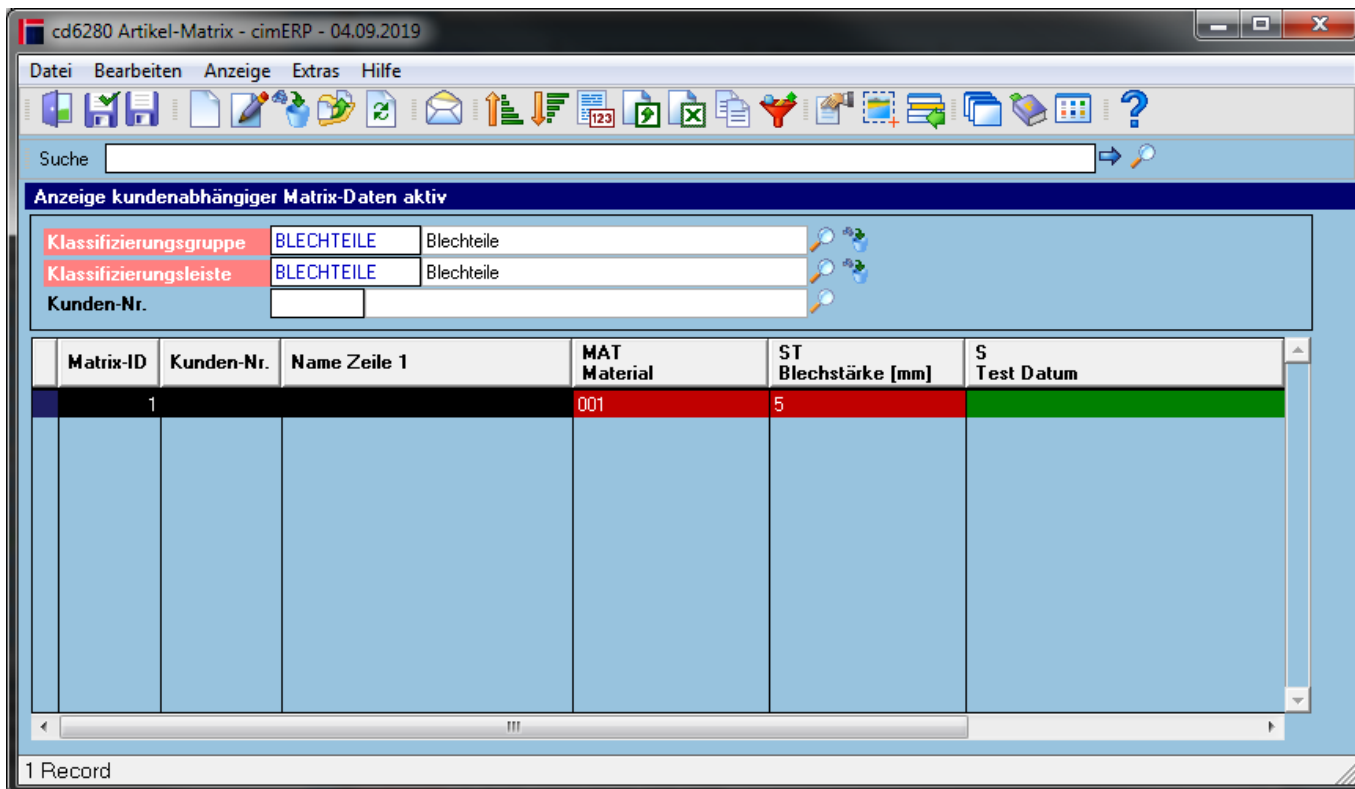 cd6280 Artikel-Matrix - cimERP - 04.09.2019
Datei Bearbeiten Anzeige Extras Hilfe
123
Suche
Anzeige kundenabhängiger Matrix-Daten aktiv
Klassifizierungsgruppe BLECHTEILE Blechteile
Klassifizierungsleiste BLECHTEILE Blechteile
Kunden-Nr.
Matrix-ID Kunden-Nr. Name Zeile 1 MAT Material ST Blechstärke [mm] S Test Datum
1 001 5
1 Record